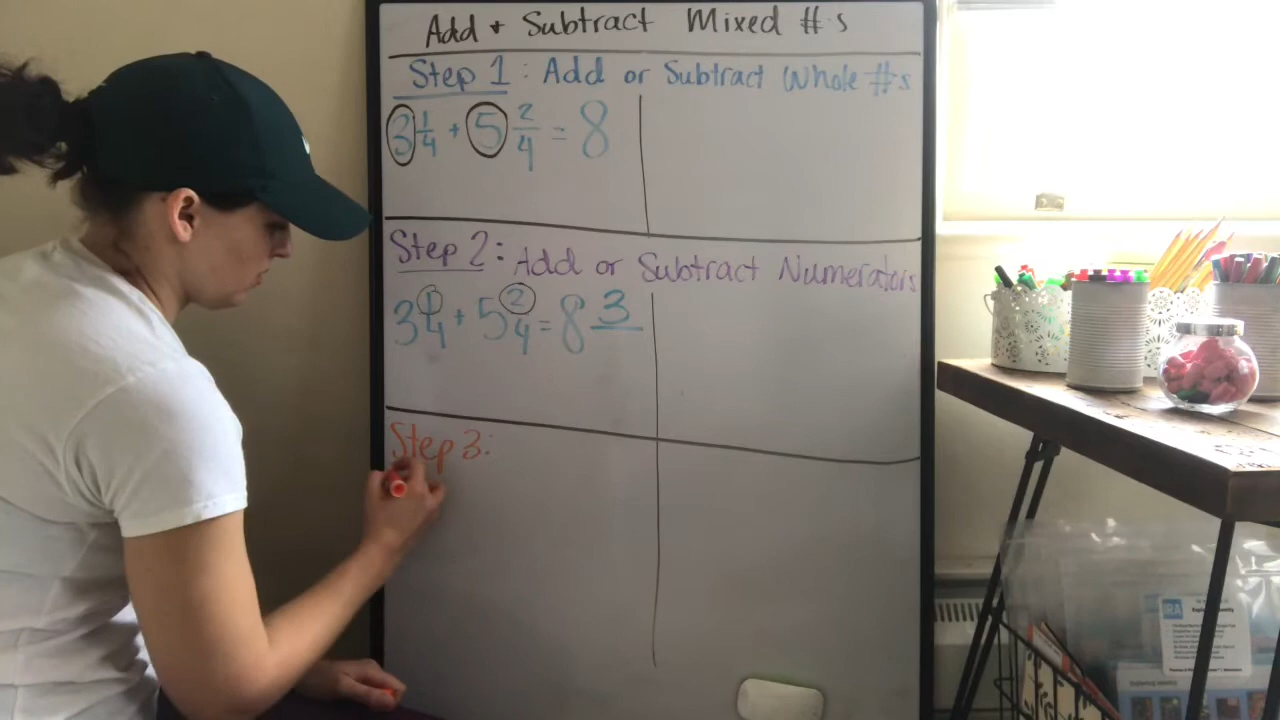 Add + Subtract Mixed #'s
Step 1: Add or Subtract Whole #s
3 1/4 + 5 2/4 = 8
Step 2: Add or Subtract Numerators
3 1/4 + 5 2/4 = 8 3/
Step 3:
IRA